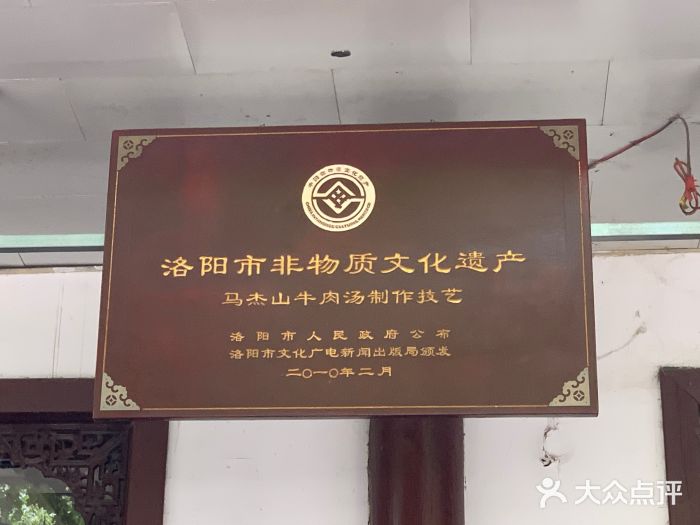 洛阳市非物质文化遗产
马杰山牛肉汤制作技艺
洛阳市人民政府公布
洛阳市文化广电新闻出版局颁发
二〇一〇年二月
大众点评